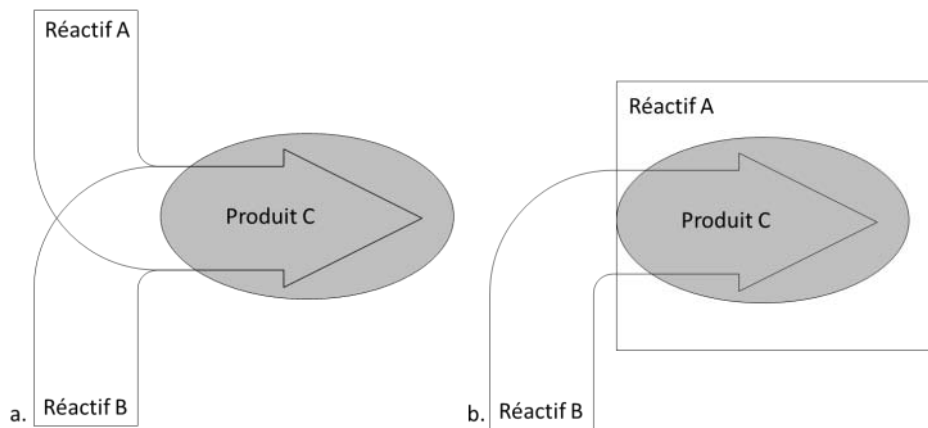 Réactif A
Produit C
a.
Réactif B
Réactif A
Produit C
b.
Réactif B